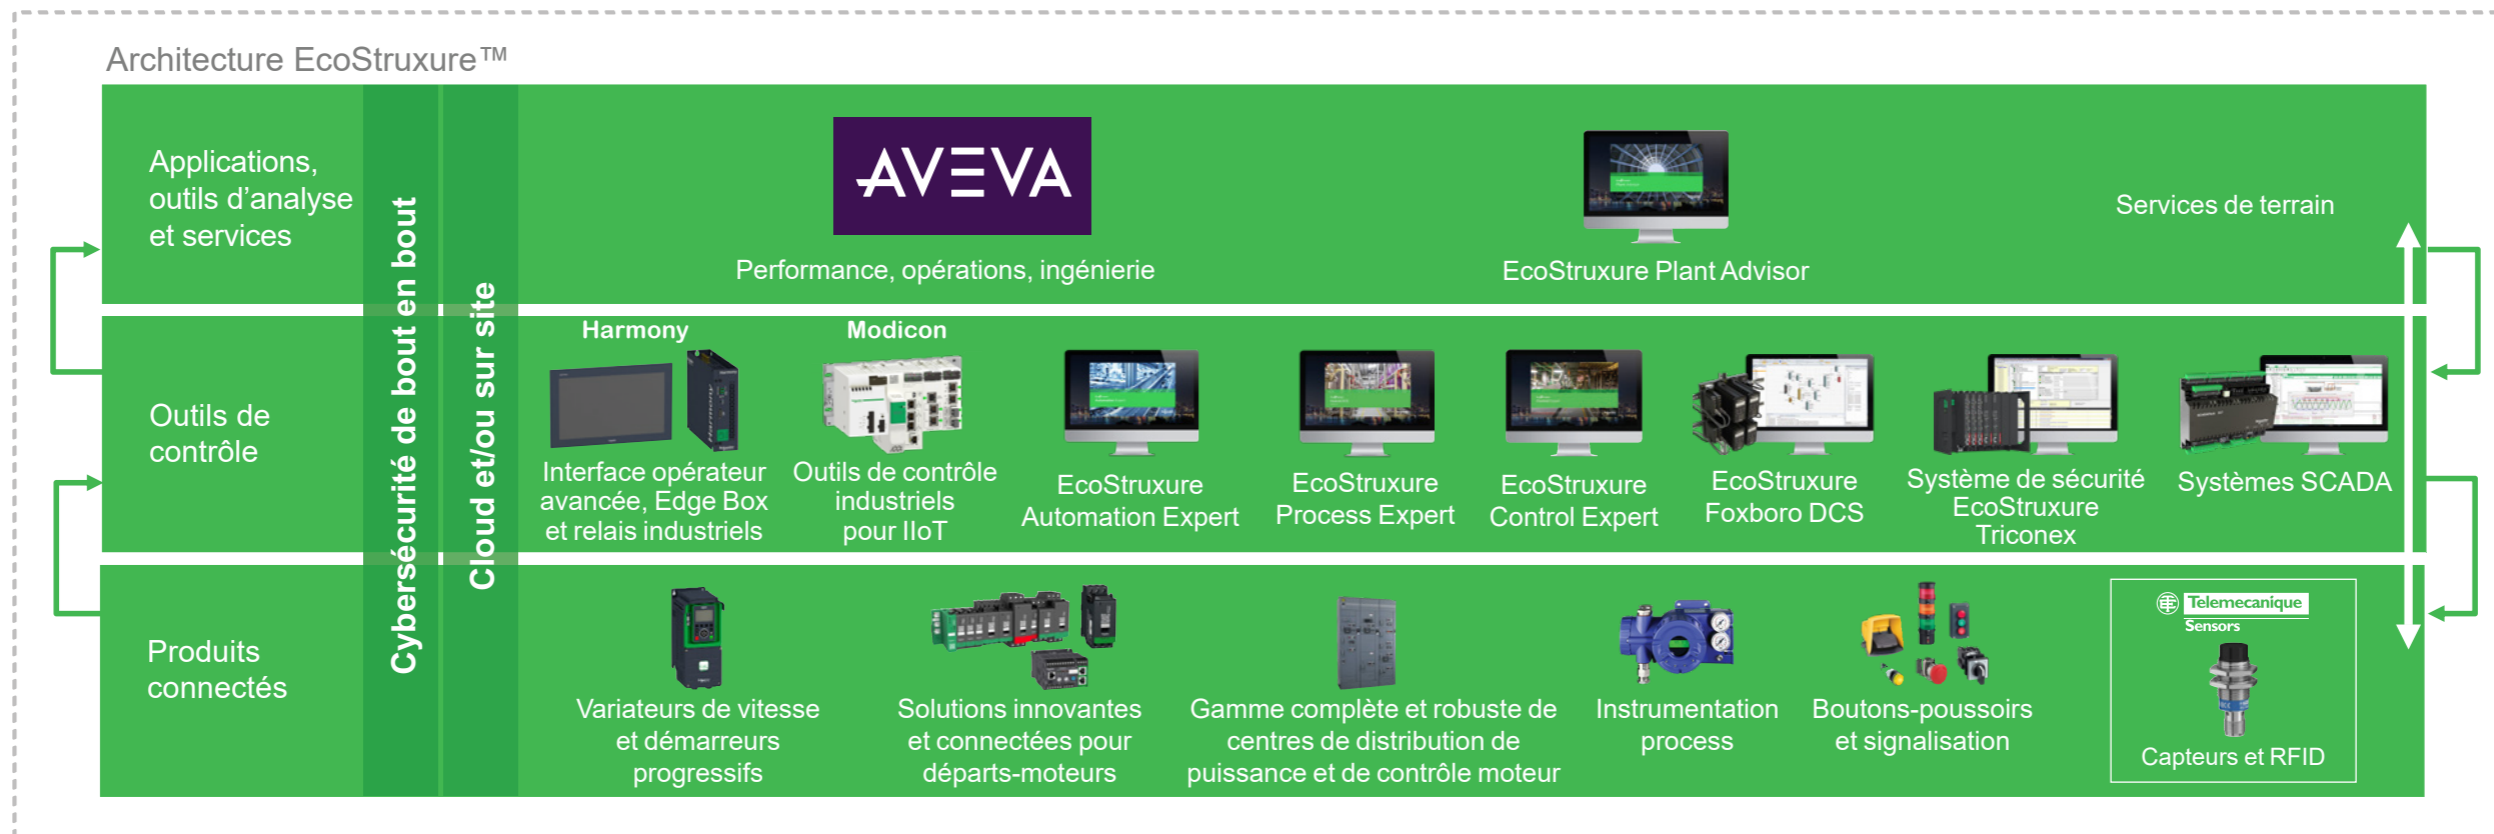 Architecture EcoStruxure™
Applications,
outils d’analyse
et services
Cybersécurité de bout en bout
Cloud et/ou sur site
AVEVA
Performance, opérations, ingénierie
EcoStruxure Plant Advisor
Services de terrain
Outils de
contrôle
Harmony
Interface opérateur
avancée, Edge Box
et relais industriels
Modicon
Outils de contrôle
industriels
pour IIoT
EcoStruxure
Automation Expert
EcoStruxure
Process Expert
EcoStruxure
Control Expert
EcoStruxure
Foxboro DCS
Système de sécurité
EcoStruxure
Triconex
Systèmes SCADA
Produits
connectés
Variateurs de vitesse
et démarreurs
progressifs
Solutions innovantes
et connectées pour
départs-moteurs
Gamme complète et robuste de
centres de distribution de
puissance et de contrôle moteur
Instrumentation
process
Boutons-poussoirs
et signalisation
Telemecanique
Sensors
Capteurs et RFID